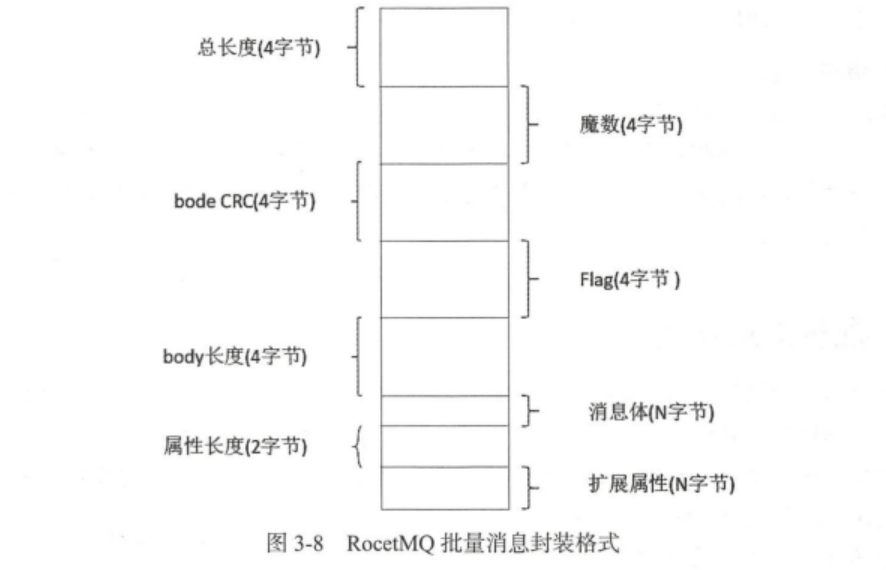 总长度(4字节)
魔数(4字节)
bode CRC(4字节)
Flag(4字节 )
body长度(4字节)
消息体(N字节)
属性长度(2字节)
扩展属性(N字节)
图 3-8 RocetMQ 批量消息封装格式